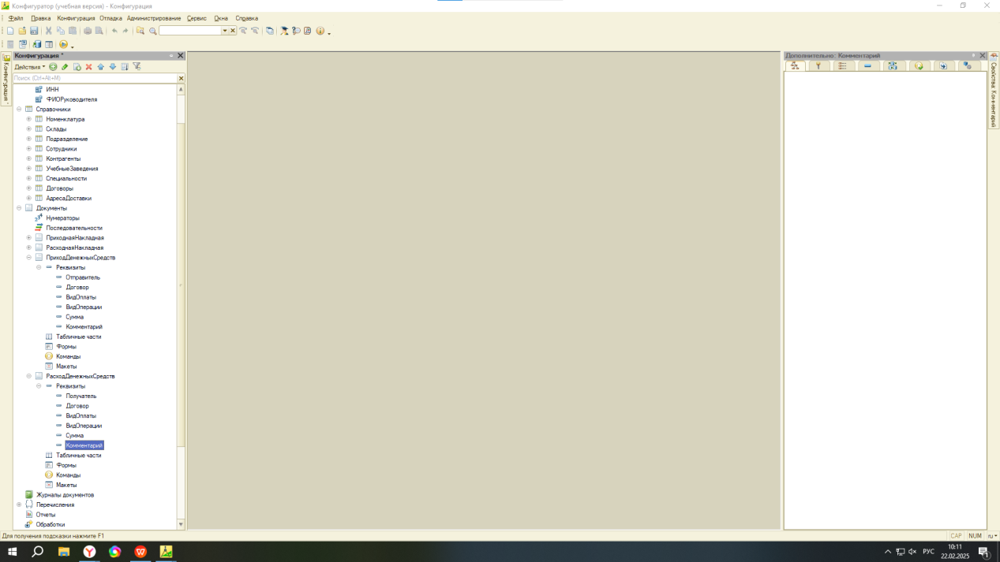 Конфигуратор (учебная версия) - Конфигурация
Файл Правка Конфигурация Отладка Администрирование Сервис Окна Справка
Конфигурация *
Действия
Поиск (Ctrl+Alt+M)
ИНН
ФИОРуководителя
Справочники
Номенклатура
Склады
Подразделение
Сотрудники
Контрагенты
УчебныеЗаведения
Специальности
Договоры
АдресаДоставки
Документы
Нумераторы
Последовательности
ПриходнаяНакладная
РасходнаяНакладная
ПриходДенежныхСредств
Реквизиты
Отправитель
Договор
ВидОплаты
ВидОперации
Сумма
Комментарий
Табличные части
Формы
Команды
Макеты
РасходДенежныхСредств
Реквизиты
Получатель
Договор
ВидОплаты
ВидОперации
Сумма
Комментарий
Табличные части
Формы
Команды
Макеты
Журналы документов
Перечисления
Отчеты
Обработки
Конфигурация
Дополнительно: Комментарий
Свойства: Комментарий
Для получения подсказки нажмите F1
CAP NUM ru
РУС
10:11
22.02.2025
1